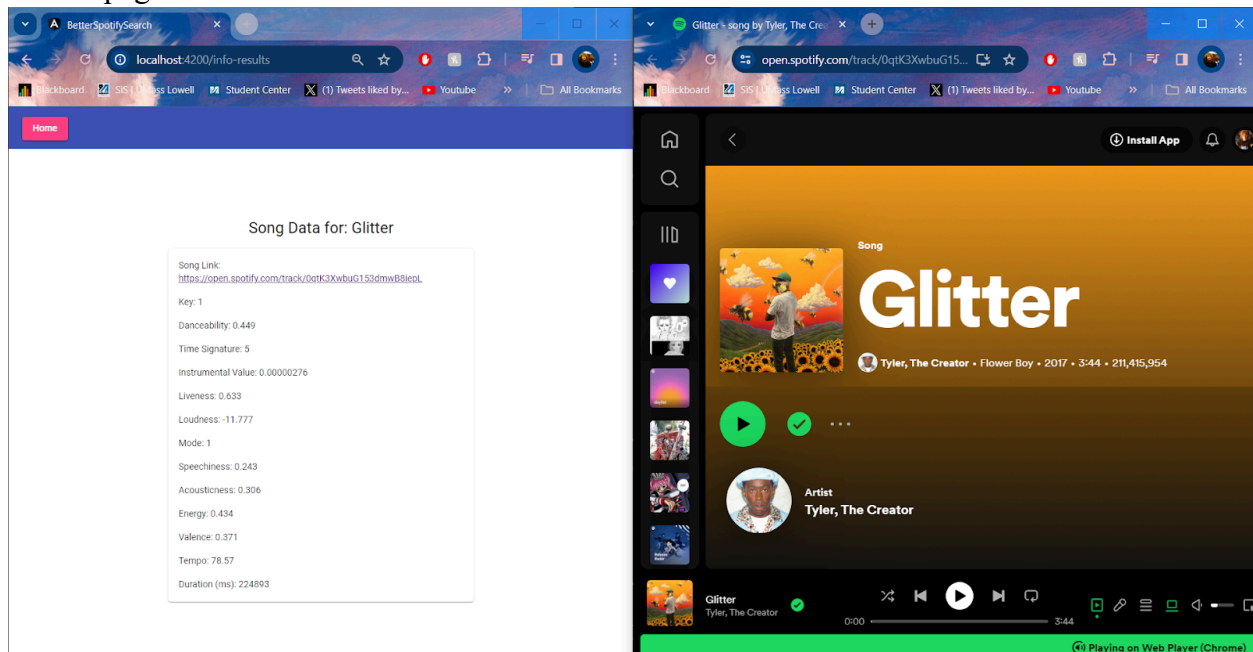 BetterSpotifySearch
localhost:4200/info-results
Blackboard
Lowell
Student Center
(1) Tweets liked by...
Youtube
All Bookmarks
Home
Song Data for: Glitter
Song Link:
https://open.spotify.com/track/0qtK3XwbuG153dmwB8iepL
Key: 1
Danceability: 0.449
Time Signature: 5
Instrumental Value: 0.00000276
Liveness: 0.633
Loudness: -11.777
Mode: 1
Speechiness: 0.243
Acousticness: 0.306
Energy: 0.434
Valence: 0.371
Tempo: 78.57
Duration (ms): 224893
Glitter - song by Tyler, The Cre
open.spotify.com/track/0qtK3XwbuG15...
Blackboard
Lowell
Student Center
(1) Tweets liked by...
Youtube
All Bookmarks
Install App
Song
Glitter
Tyler, The Creator • Flower Boy • 2017 • 3:44 • 211,415,954
Artist
Tyler, The Creator
Glitter
Tyler, The Creator
0:00
3:44
Playing on Web Player (Chrome)